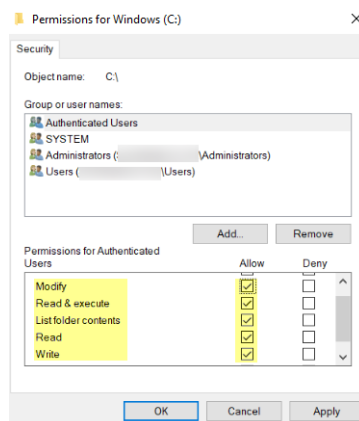 Permissions for Windows (C:)
Security
Object name: C:\
Group or user names:
Authenticated Users
SYSTEM
Administrators ( \Administrators)
Users ( \Users)
Add... Remove
Permissions for Authenticated
Users Allow Deny
Modify
Read & execute
List folder contents
Read
Write
OK Cancel Apply